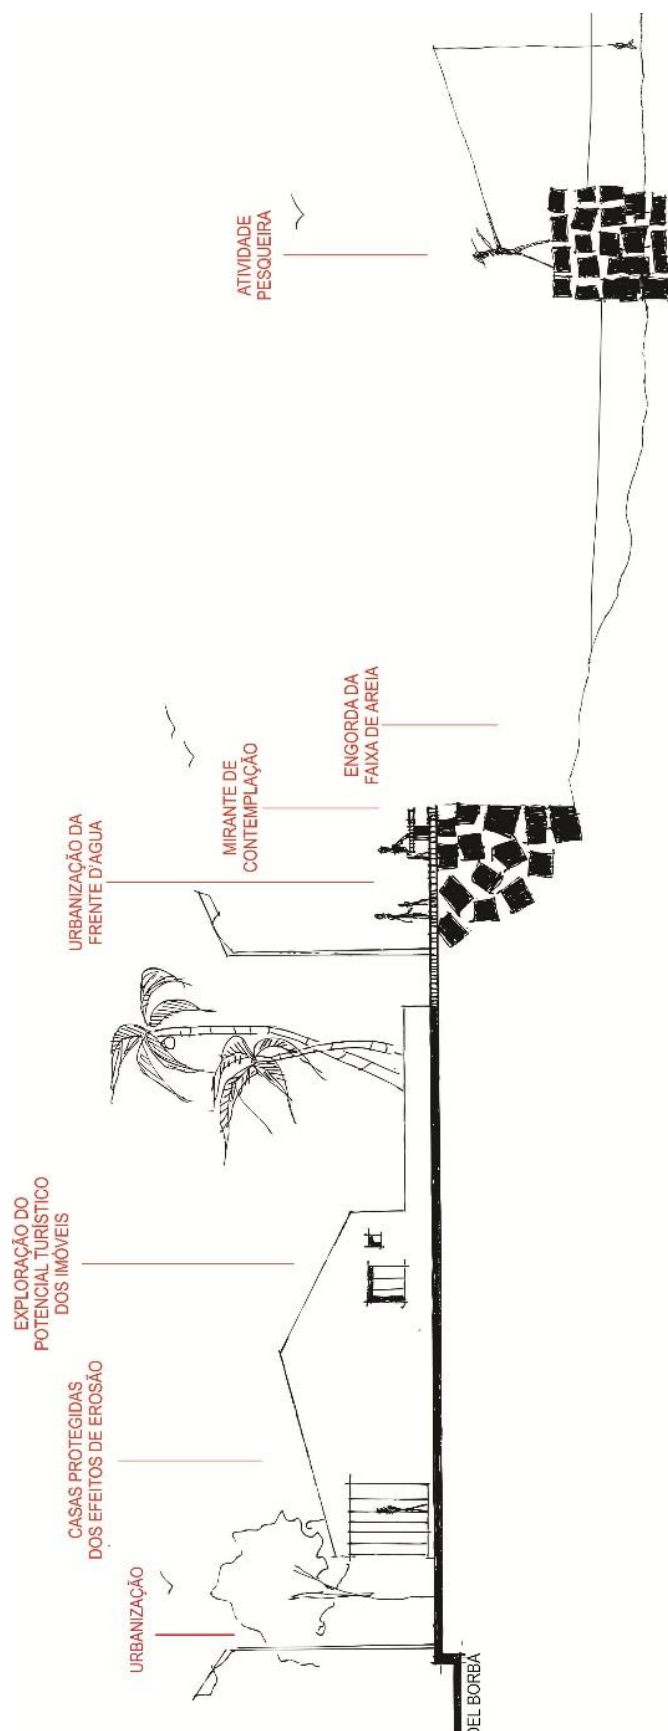 URBANIZAÇÃO
CASAS PROTEGIDAS
DOS EFEITOS DE EROSÃO
EXPLORAÇÃO DO
POTENCIAL TURÍSTICO
DOS IMÓVEIS
URBANIZAÇÃO DA
FRENTE D'AGUA
MIRANTE DE
CONTEMPLAÇÃO
ENGORDA DA
FAIXA DE AREIA
ATIVIDADE
PESQUEIRA
DEL BORBA